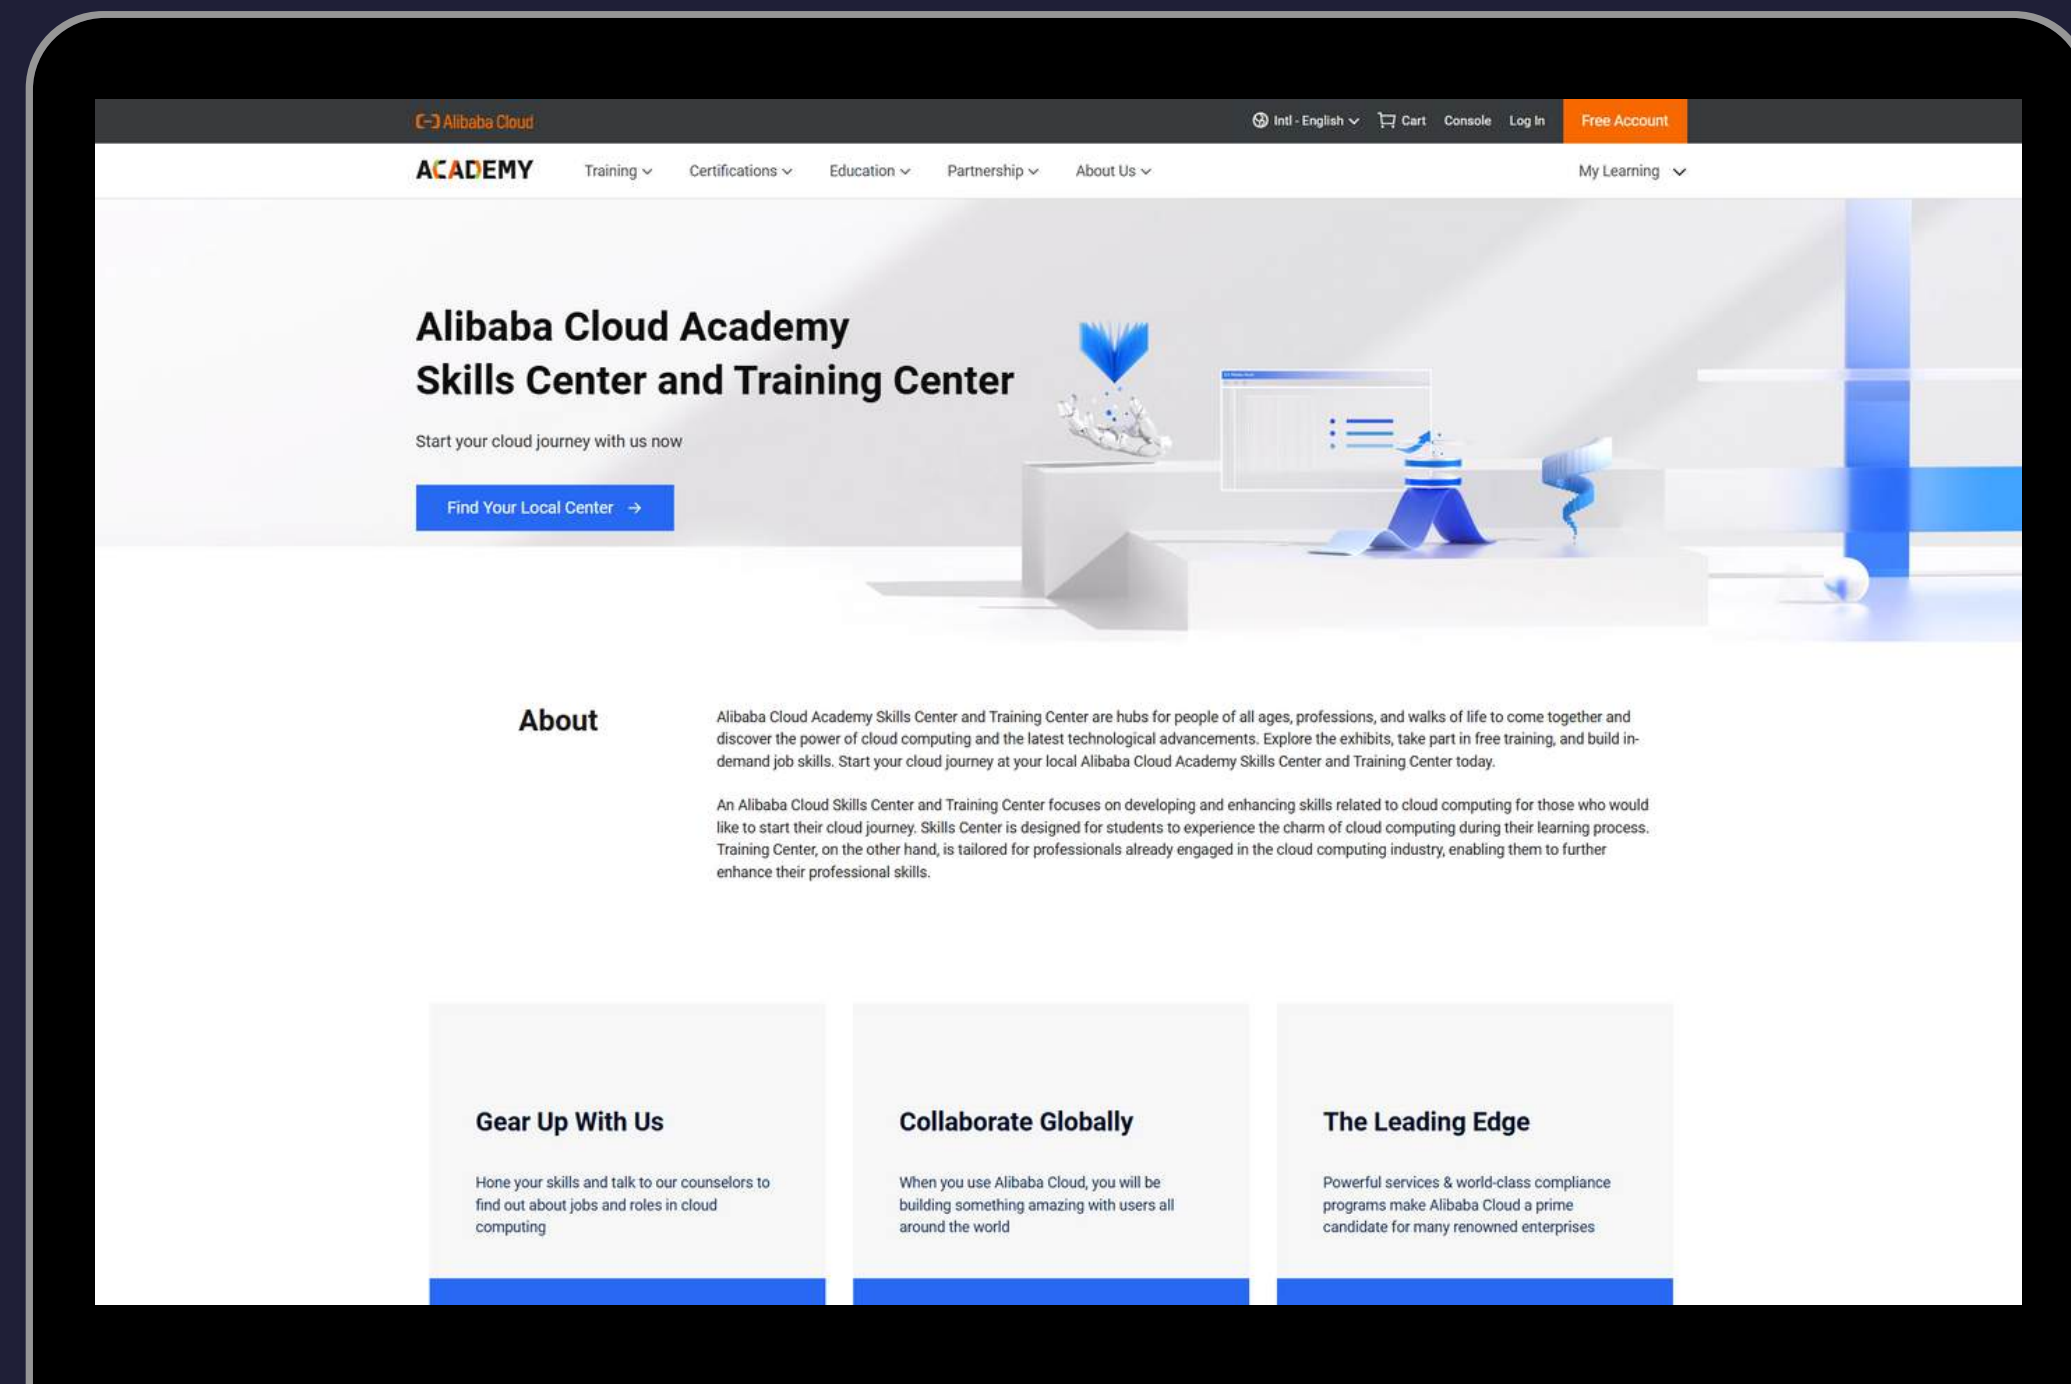 Alibaba Cloud
Intl - English
Cart
Console
Log In
Free Account
ACADEMY
Training
Certifications
Education
Partnership
About Us
My Learning
Alibaba Cloud Academy
Skills Center and Training Center
Start your cloud journey with us now
Find Your Local Center →
About
Alibaba Cloud Academy Skills Center and Training Center are hubs for people of all ages, professions, and walks of life to come together and
discover the power of cloud computing and the latest technological advancements. Explore the exhibits, take part in free training, and build in-
demand job skills. Start your cloud journey at your local Alibaba Cloud Academy Skills Center and Training Center today.
An Alibaba Cloud Skills Center and Training Center focuses on developing and enhancing skills related to cloud computing for those who would
like to start their cloud journey. Skills Center is designed for students to experience the charm of cloud computing during their learning process.
Training Center, on the other hand, is tailored for professionals already engaged in the cloud computing industry, enabling them to further
enhance their professional skills.
Gear Up With Us
Hone your skills and talk to our counselors to
find out about jobs and roles in cloud
computing
Collaborate Globally
When you use Alibaba Cloud, you will be
building something amazing with users all
around the world
The Leading Edge
Powerful services & world-class compliance
programs make Alibaba Cloud a prime
candidate for many renowned enterprises